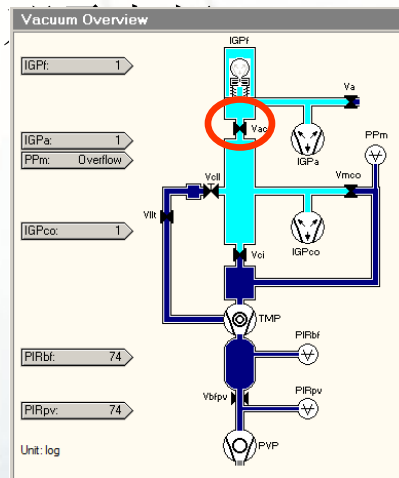 Vacuum Overview
IGPf
IGPf: 1
Va
Vac
IGPa
PPm
IGPa: 1
PPm: Overflow
Vcll
Vmco
Vllt
IGPco: 1
IGPco
Vci
TMP
PIRbf
PIRbf: 74
Vbfpv
PIRpv
PIRpv: 74
PVP
Unit: log